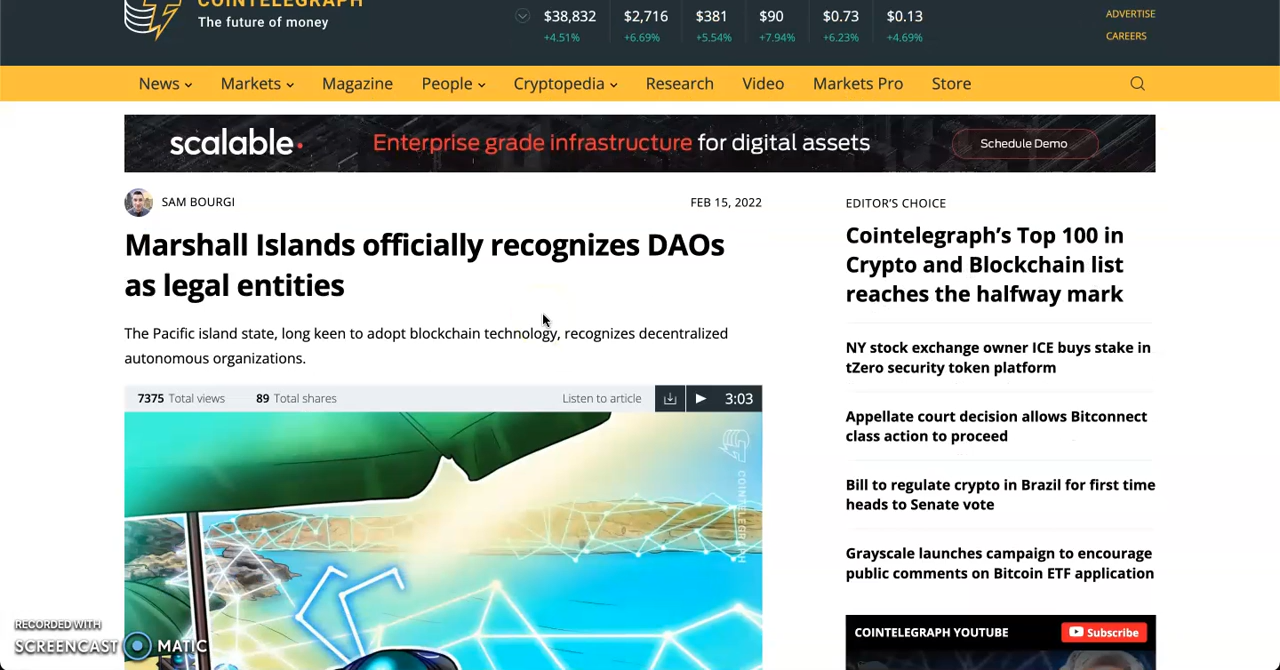 COINTELEGRAPH
The future of money
$38,832 $2,716 $381 $90 $0.73 $0.13
+4.51% +6.69% +5.54% +7.94% +6.23% +4.69%
ADVERTISE
CAREERS
News Markets Magazine People Cryptopedia Research Video Markets Pro Store
scalable. Enterprise grade infrastructure for digital assets Schedule Demo
SAM BOURGI FEB 15, 2022
Marshall Islands officially recognizes DAOs
as legal entities
The Pacific island state, long keen to adopt blockchain technology, recognizes decentralized
autonomous organizations.
7375 Total views 89 Total shares Listen to article 3:03
COINTELEGRAPH
EDITOR'S CHOICE
Cointelegraph's Top 100 in
Crypto and Blockchain list
reaches the halfway mark
NY stock exchange owner ICE buys stake in
tZero security token platform
Appellate court decision allows Bitconnect
class action to proceed
Bill to regulate crypto in Brazil for first time
heads to Senate vote
Grayscale launches campaign to encourage
public comments on Bitcoin ETF application
COINTELEGRAPH YOUTUBE Subscribe
RECORDED WITH
SCREENCAST MATIC